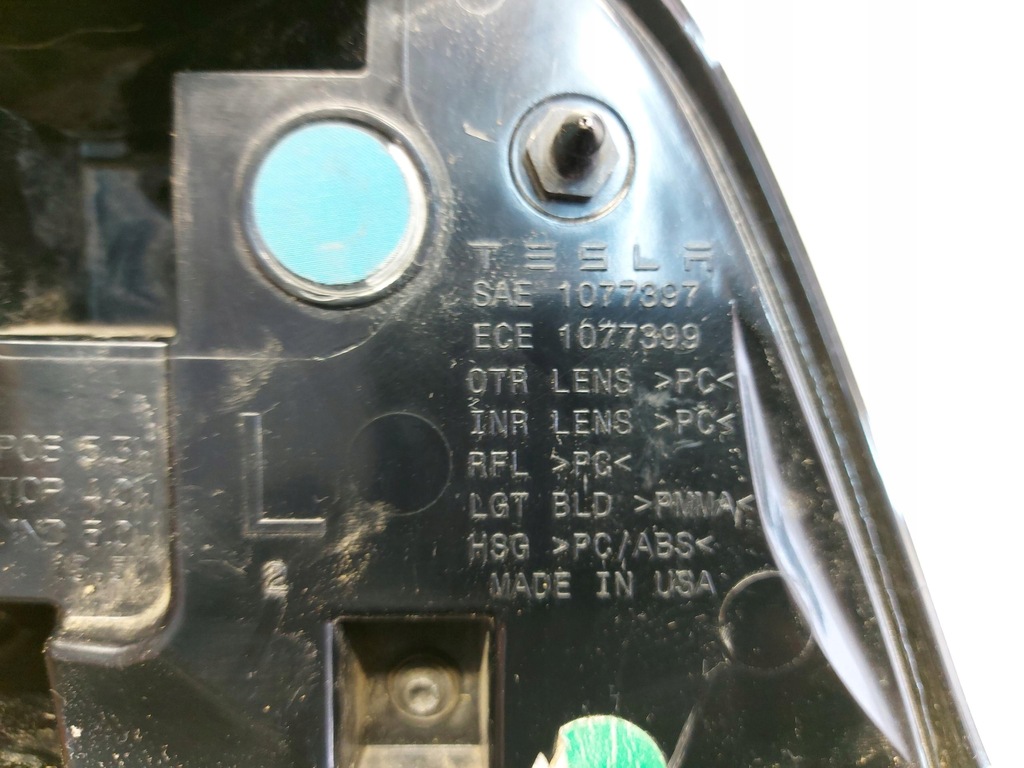 TESLA
SAE 1077397
ECE 1077399
OTR LENS >PC<
INR LENS >PC<
RFL >PC<
LGT BLD >PMMA<
HSG >PC/ABS<
MADE IN USA
L
2